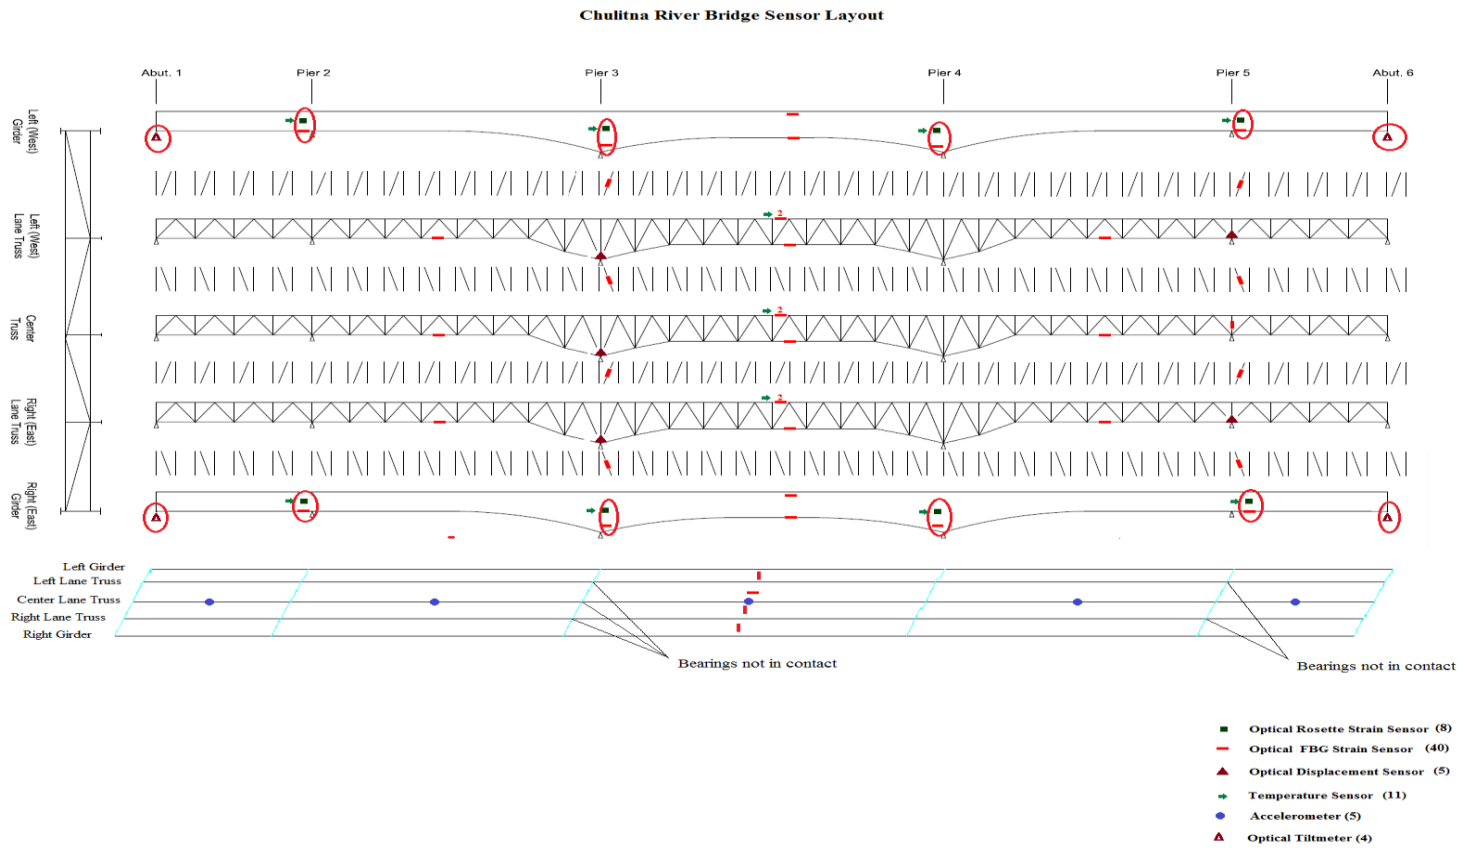 Chulitna River Bridge Sensor Layout
Abut. 1
Pier 2
Pier 3
Pier 4
Pier 5
Abut. 6
Left (West)
Girder
2
Left (West)
Lane Truss
2
Center
Truss
2
Right (East)
Lane Truss
Right (East)
Girder
Left Girder
Left Lane Truss
Center Lane Truss
Right Lane Truss
Right Girder
Bearings not in contact
Bearings not in contact
Optical Rosette Strain Sensor (8)
Optical FBG Strain Sensor (40)
Optical Displacement Sensor (5)
Temperature Sensor (11)
Accelerometer (5)
Optical Tiltmeter (4)